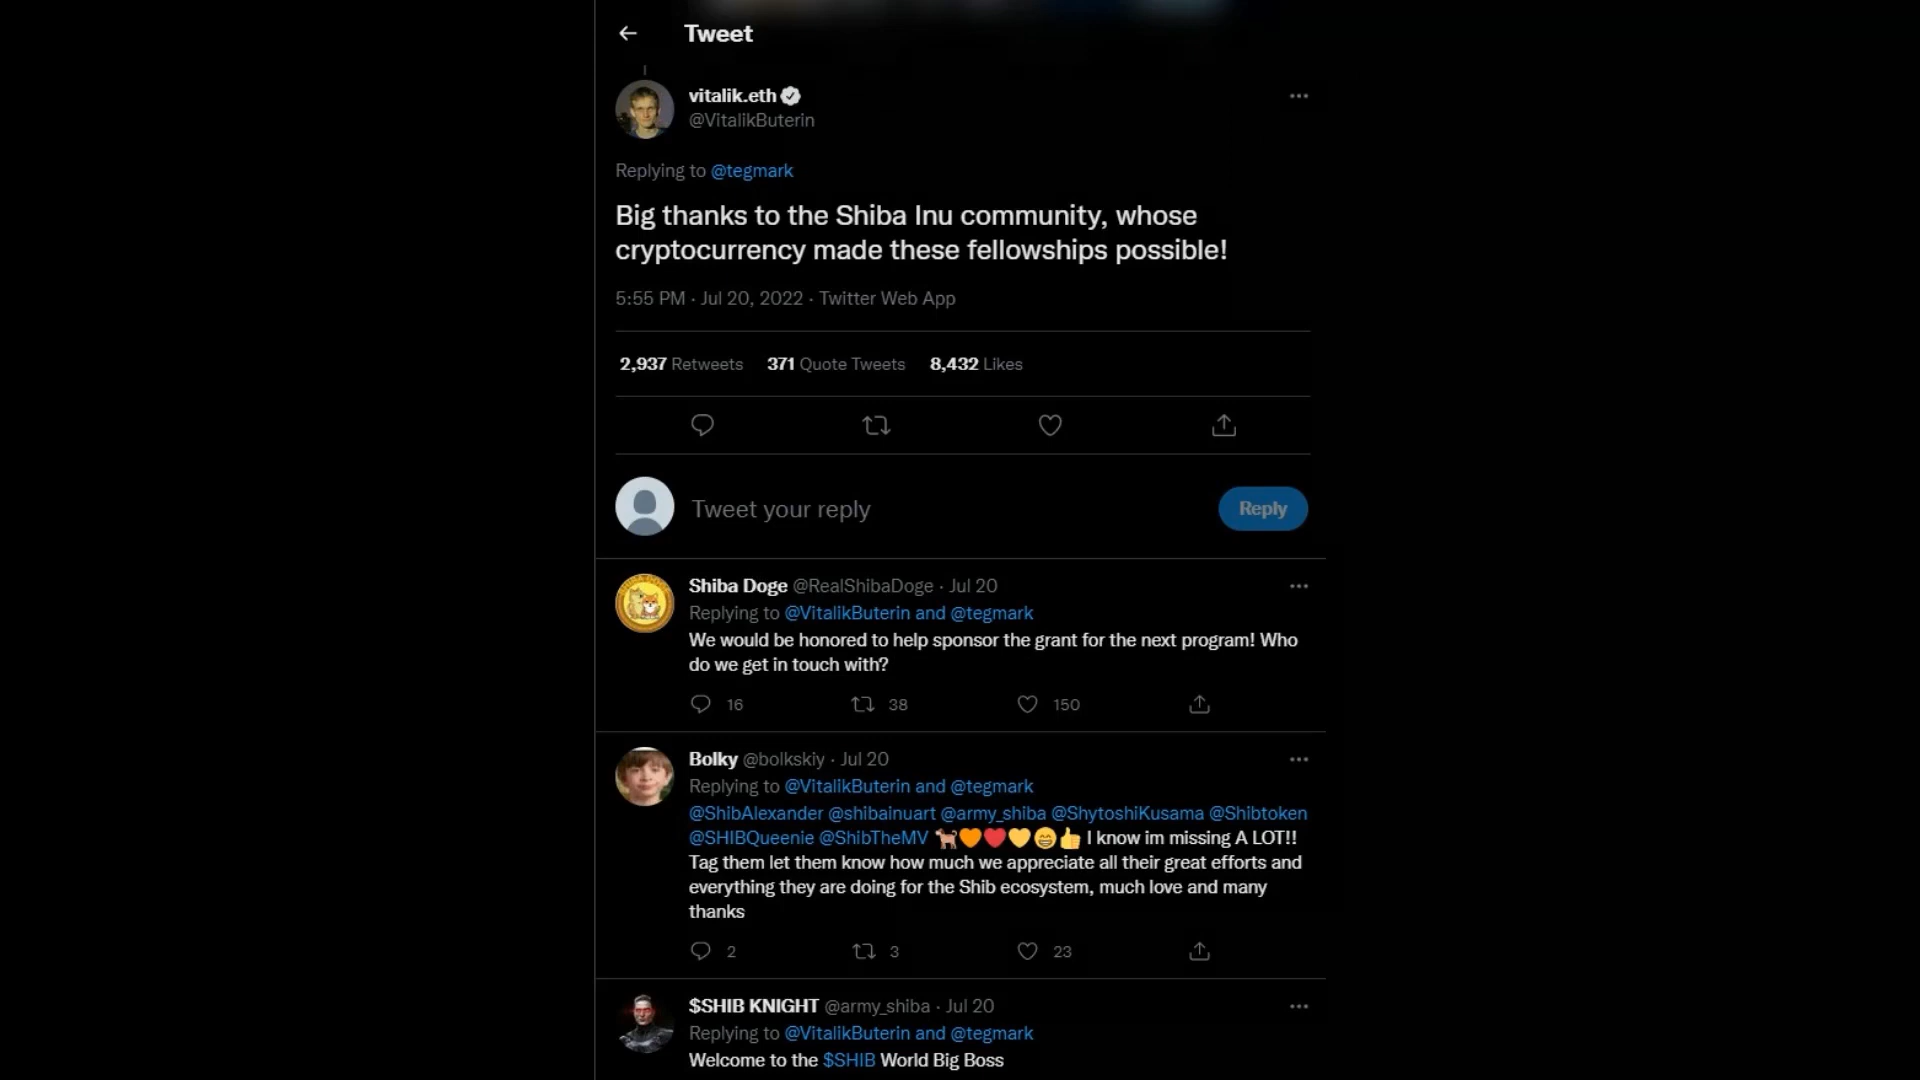 Tweet
vitalik.eth
@VitalikButerin
Replying to @tegmark
Big thanks to the Shiba Inu community, whose
cryptocurrency made these fellowships possible!
5:55 PM · Jul 20, 2022 · Twitter Web App
2,937 Retweets 371 Quote Tweets 8,432 Likes
Tweet your reply
Reply
Shiba Doge @RealShibaDoge · Jul 20
Replying to @VitalikButerin and @tegmark
We would be honored to help sponsor the grant for the next program! Who
do we get in touch with?
16 38 150
Bolky @bolkskiy · Jul 20
Replying to @VitalikButerin and @tegmark
@ShibAlexander @shibainuart @army_shiba @ShytoshiKusama @Shibtoken
@SHIBQueenie @ShibTheMV 🐕🧡❤️💛😁👍 I know im missing A LOT!!
Tag them let them know how much we appreciate all their great efforts and
everything they are doing for the Shib ecosystem, much love and many
thanks
2 3 23
$SHIB KNIGHT @army_shiba · Jul 20
Replying to @VitalikButerin and @tegmark
Welcome to the $SHIB World Big Boss